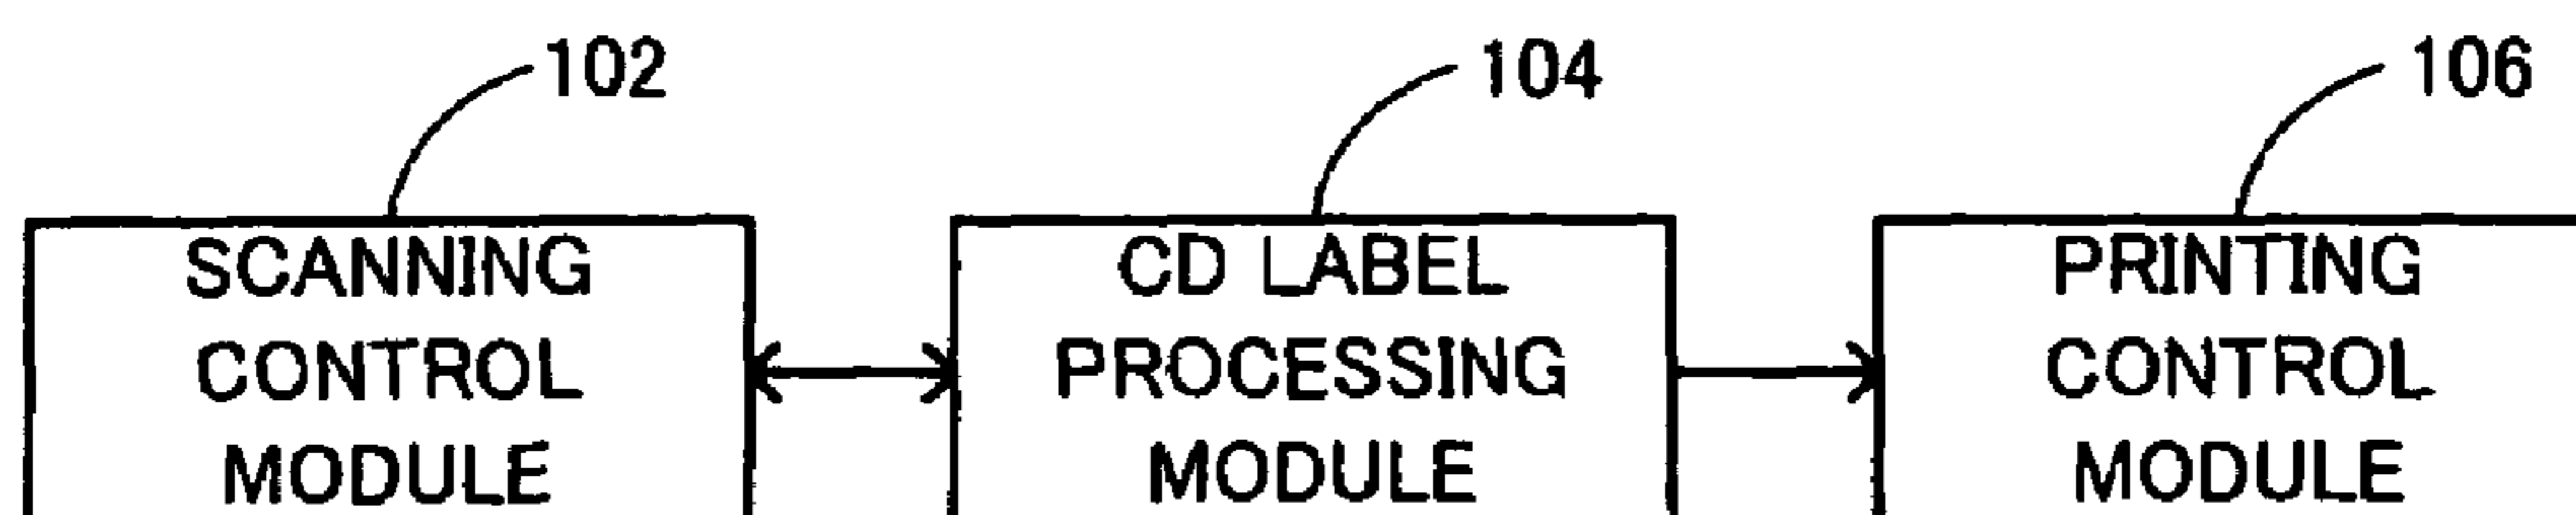 102
104
106
SCANNING
CONTROL
MODULE
CD LABEL
PROCESSING
MODULE
PRINTING
CONTROL
MODULE